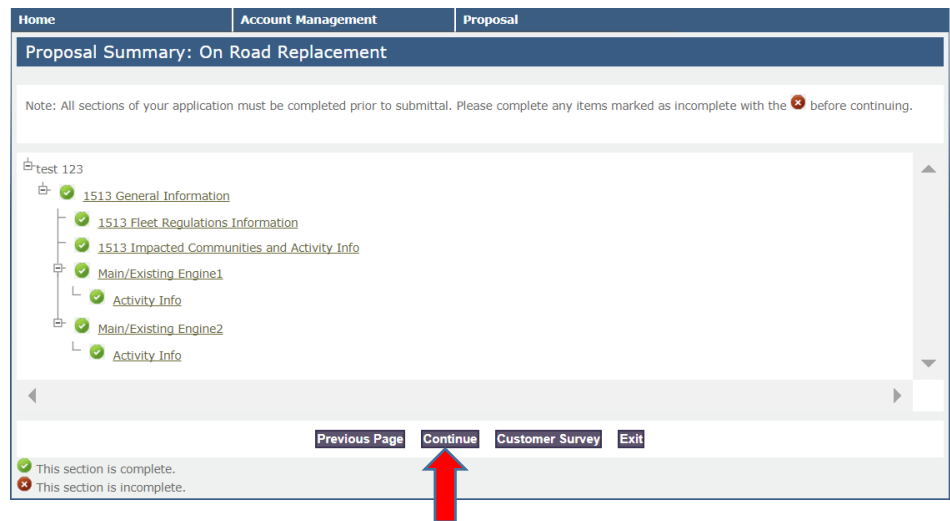 Home Account Management Proposal
Proposal Summary: On Road Replacement
Note: All sections of your application must be completed prior to submittal. Please complete any items marked as incomplete with the before continuing.
test 123
1513 General Information
1513 Fleet Regulations Information
1513 Impacted Communities and Activity Info
Main/Existing Engine1
Activity Info
Main/Existing Engine2
Activity Info
Previous Page Continue Customer Survey Exit
This section is complete.
This section is incomplete.